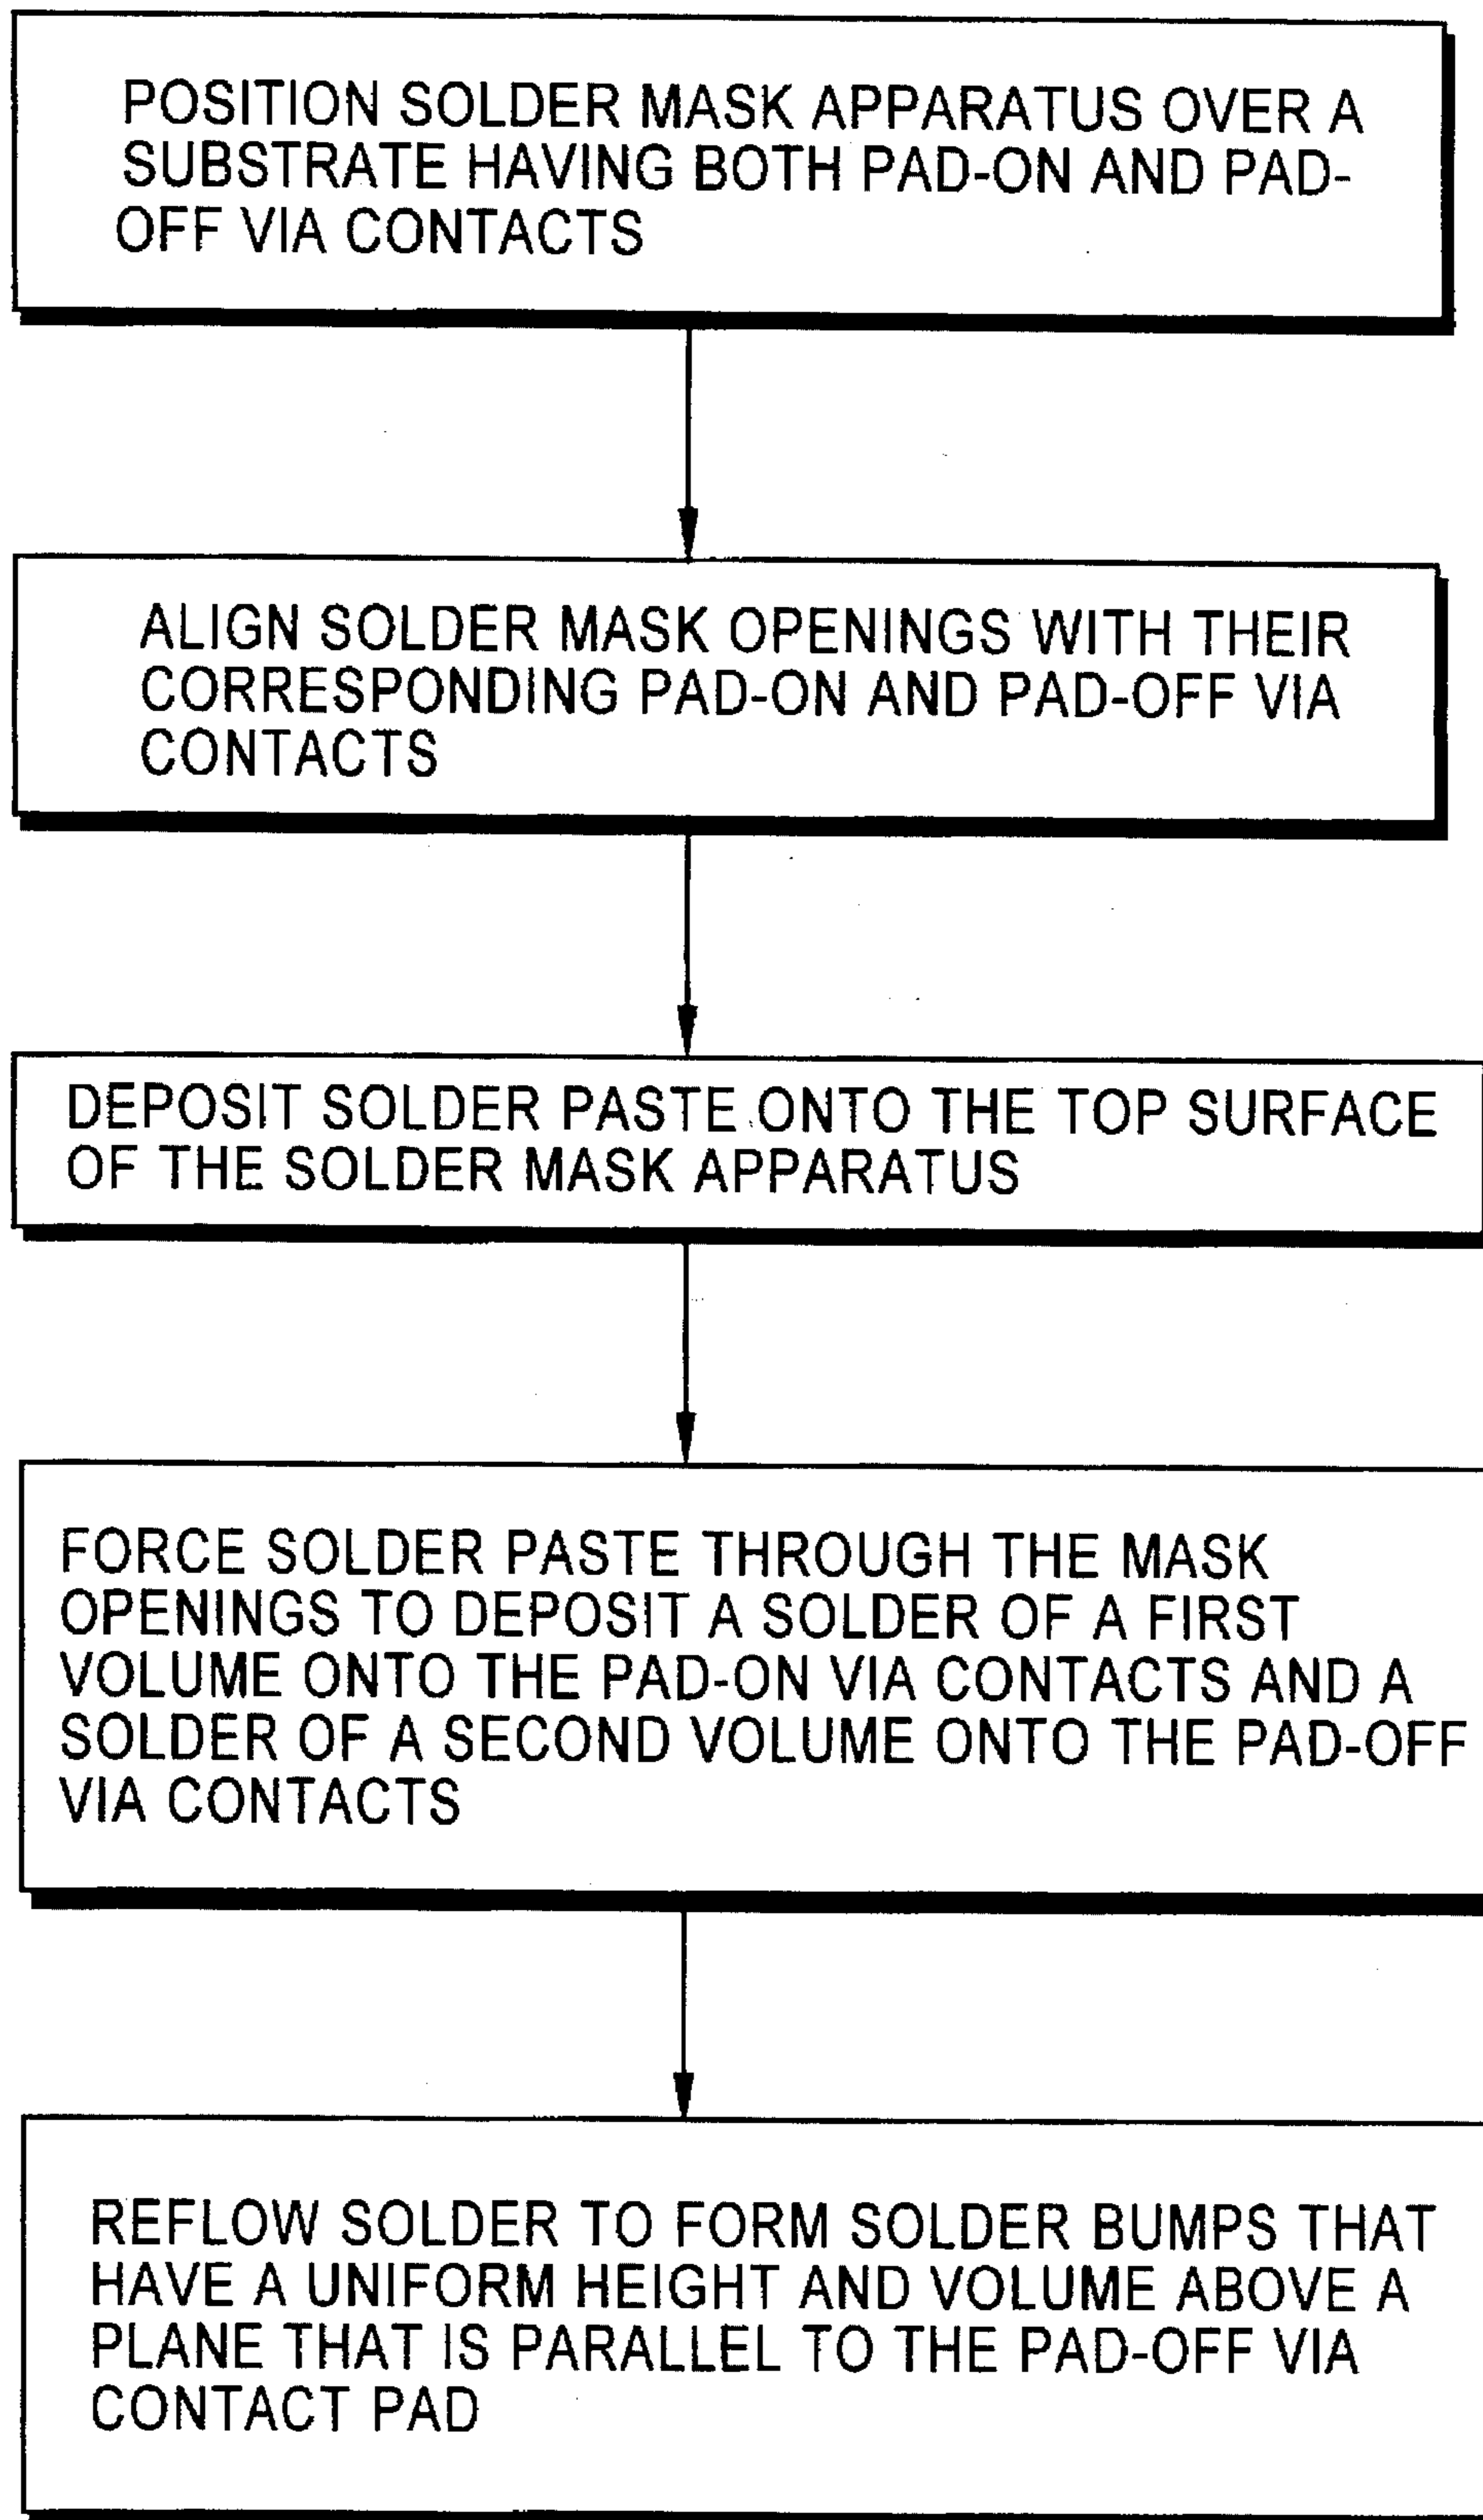 POSITION SOLDER MASK APPARATUS OVER A
SUBSTRATE HAVING BOTH PAD-ON AND PAD-
OFF VIA CONTACTS
ALIGN SOLDER MASK OPENINGS WITH THEIR
CORRESPONDING PAD-ON AND PAD-OFF VIA
CONTACTS
DEPOSIT SOLDER PASTE ONTO THE TOP SURFACE
OF THE SOLDER MASK APPARATUS
FORCE SOLDER PASTE THROUGH THE MASK
OPENINGS TO DEPOSIT A SOLDER OF A FIRST
VOLUME ONTO THE PAD-ON VIA CONTACTS AND A
SOLDER OF A SECOND VOLUME ONTO THE PAD-OFF
VIA CONTACTS
REFLOW SOLDER TO FORM SOLDER BUMPS THAT
HAVE A UNIFORM HEIGHT AND VOLUME ABOVE A
PLANE THAT IS PARALLEL TO THE PAD-OFF VIA
CONTACT PAD